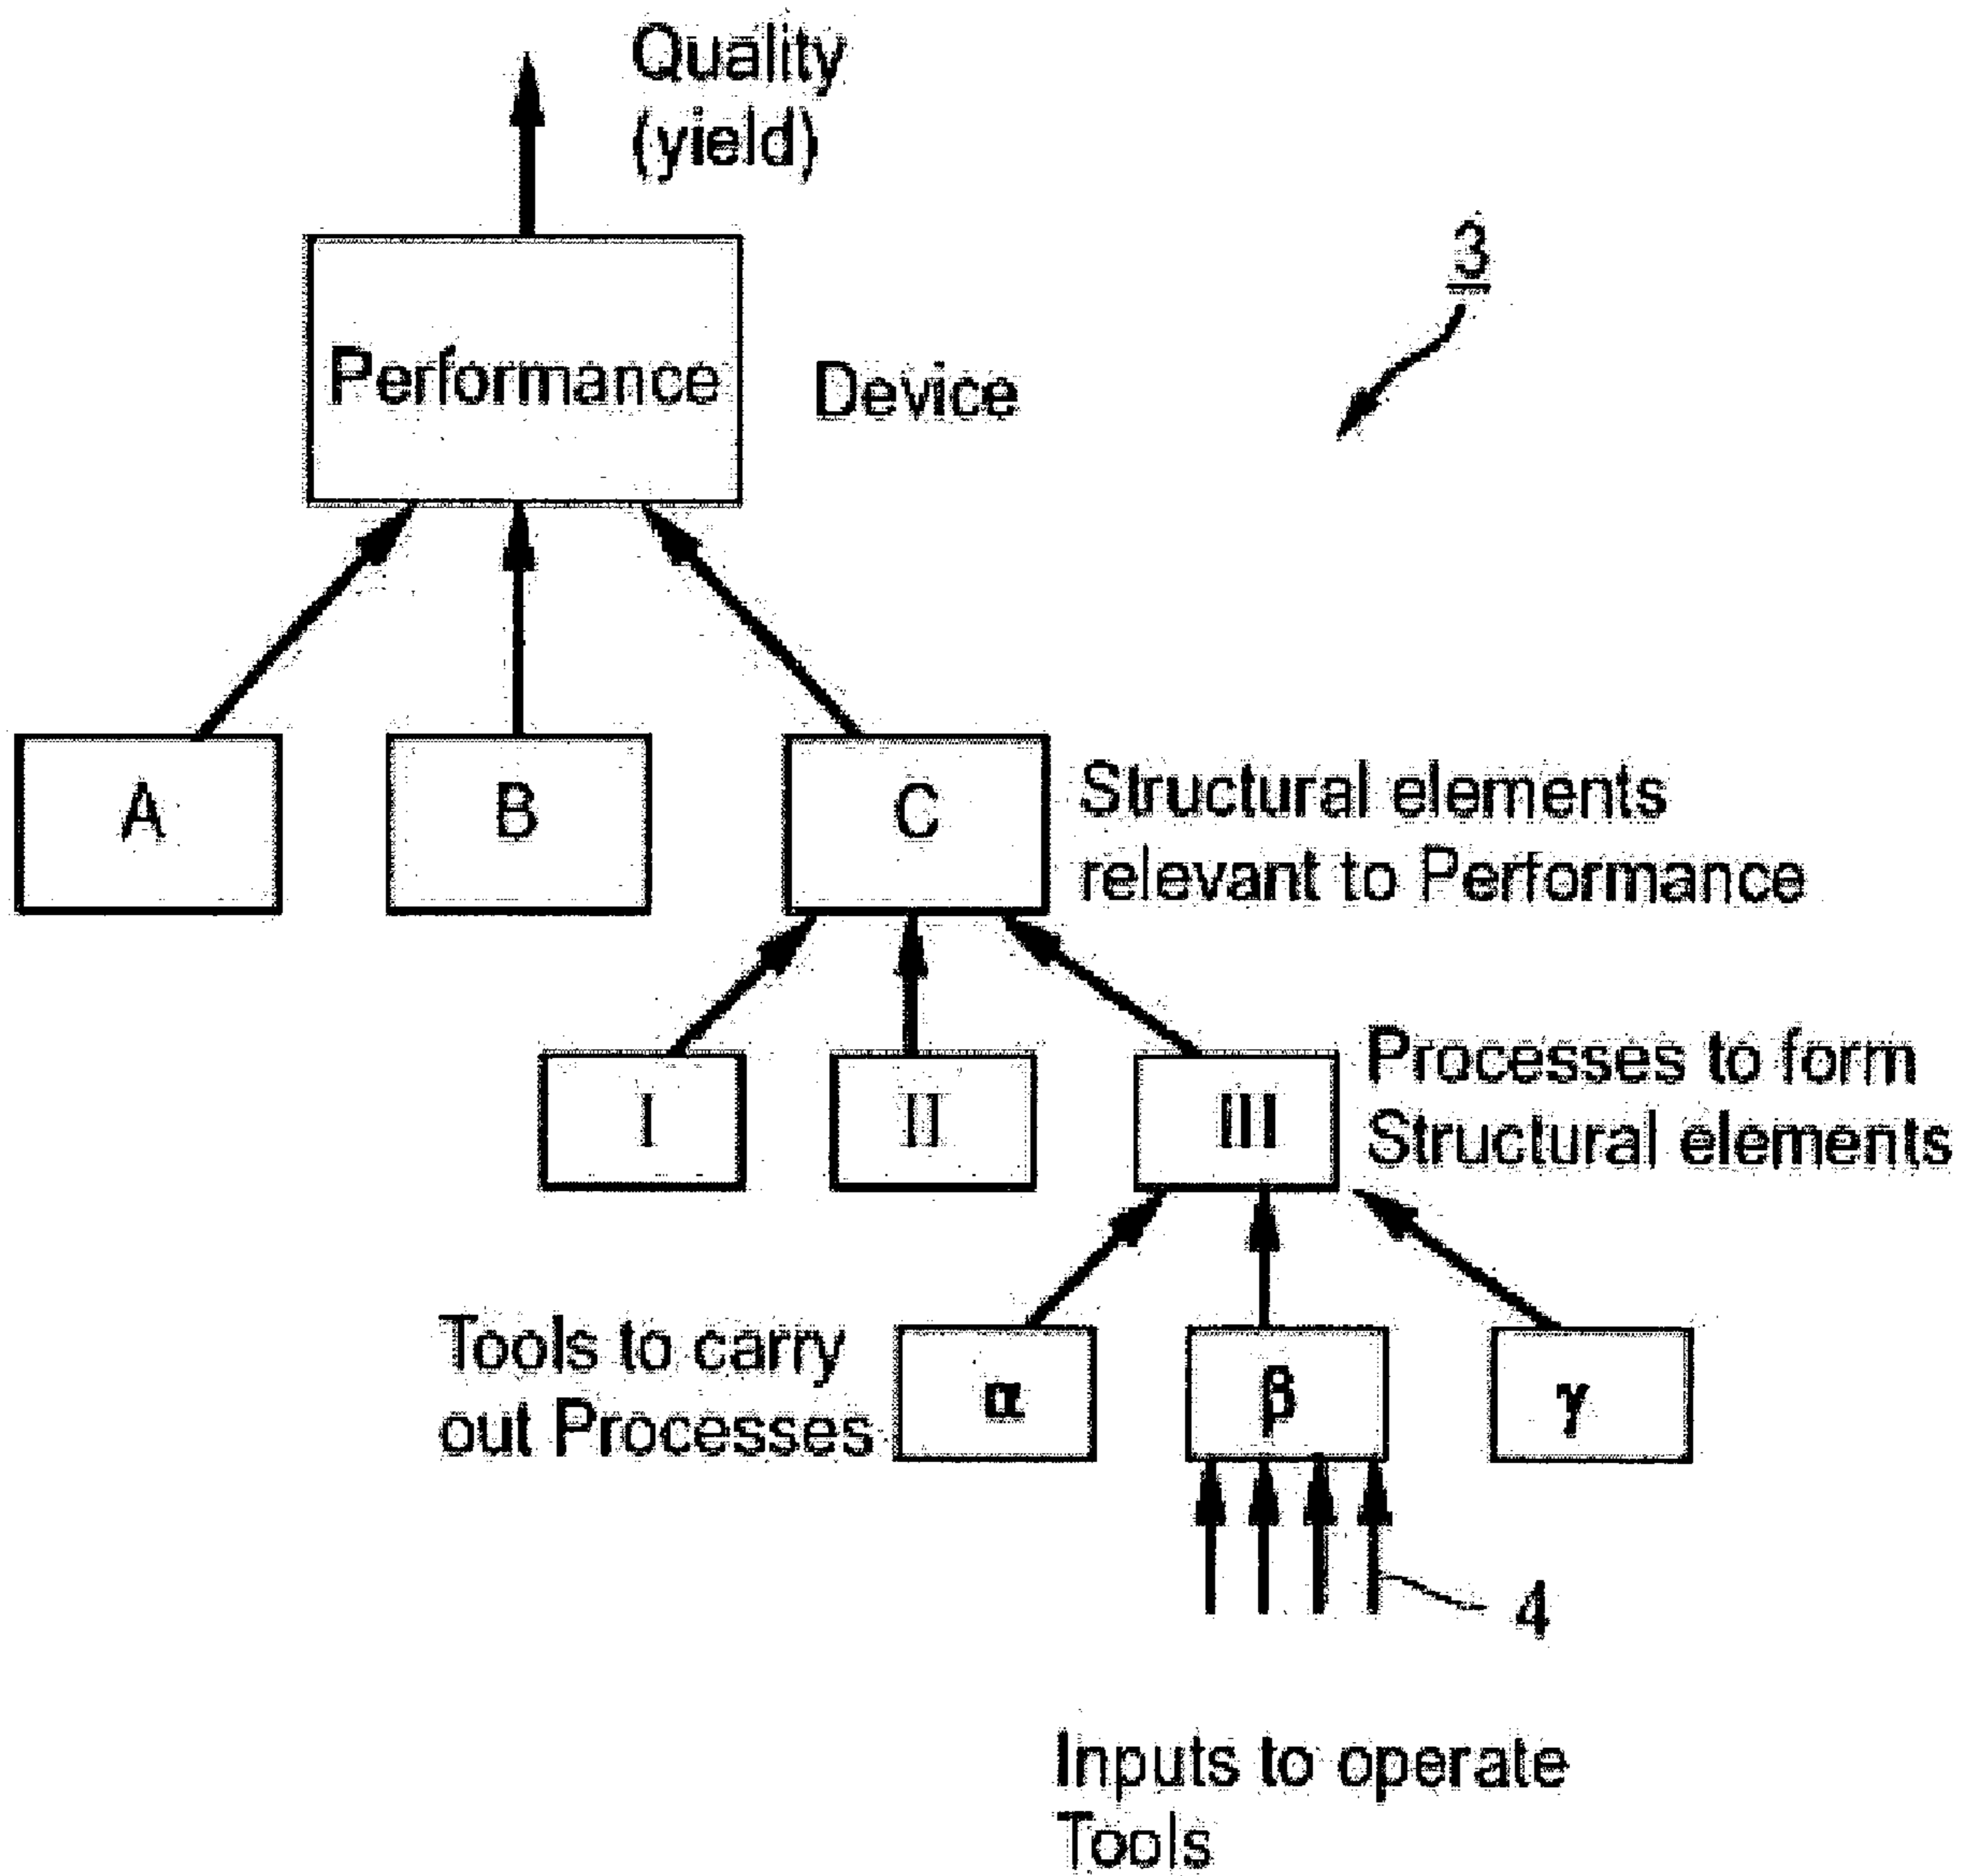 Quality
(yield)
3
Performance
Device
A
B
C
Structural elements
relevant to Performance
I
II
III
Processes to form
Structural elements
Tools to carry
out Processes
α
β
γ
4
Inputs to operate
Tools